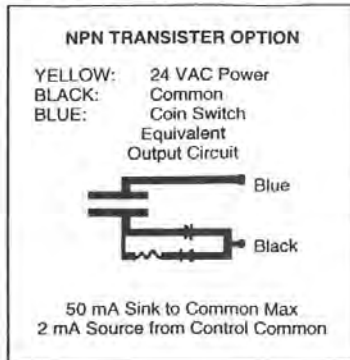 NPN TRANSISTER OPTION
YELLOW: 24 VAC Power
BLACK: Common
BLUE: Coin Switch
Equivalent
Output Circuit
Blue
Black
50 mA Sink to Common Max
2 mA Source from Control Common